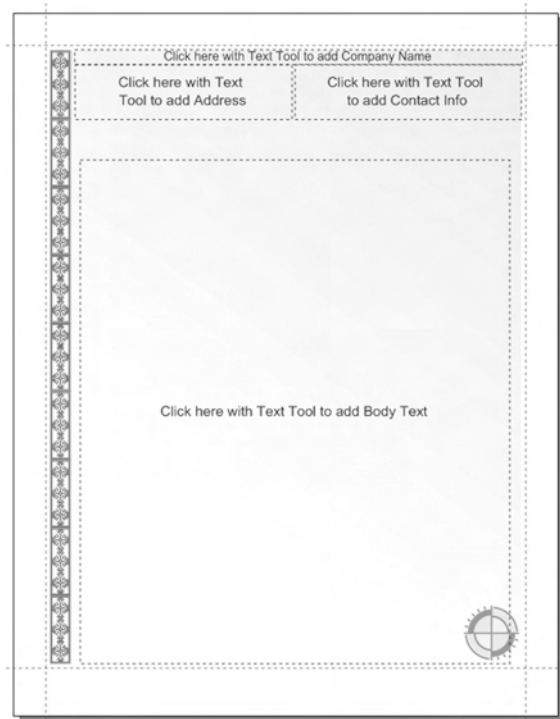 Click here with Text Tool to add Company Name
Click here with Text
Tool to add Address
Click here with Text Tool
to add Contact Info
Click here with Text Tool to add Body Text